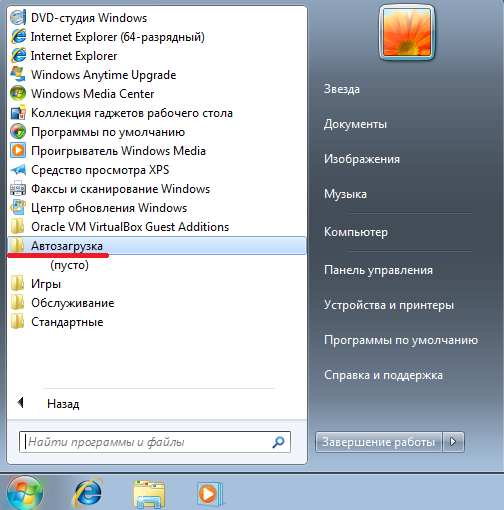 DVD-студия Windows
Internet Explorer (64-разрядный)
Internet Explorer
Windows Anytime Upgrade
Windows Media Center
Коллекция гаджетов рабочего стола
Программы по умолчанию
Проигрыватель Windows Media
Средство просмотра XPS
Факсы и сканирование Windows
Центр обновления Windows
Oracle VM VirtualBox Guest Additions
Автозагрузка
(пусто)
Игры
Обслуживание
Стандартные
Назад
Найти программы и файлы
Звезда
Документы
Изображения
Музыка
Компьютер
Панель управления
Устройства и принтеры
Программы по умолчанию
Справка и поддержка
Завершение работы